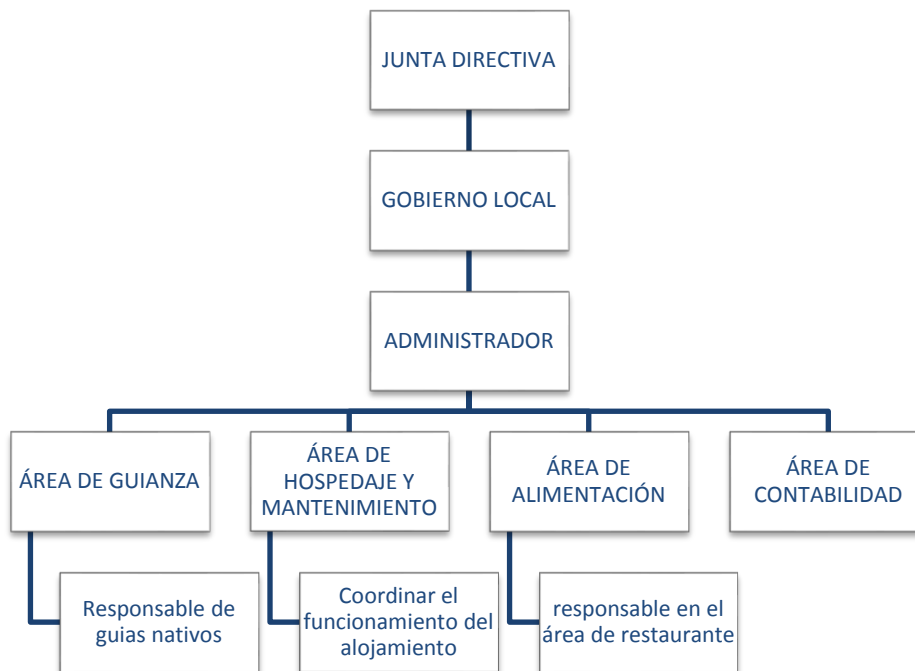 JUNTA DIRECTIVA
GOBIERNO LOCAL
ADMINISTRADOR
ÁREA DE GUIANZA
ÁREA DE
HOSPEDAJE Y
MANTENIMIENTO
ÁREA DE
ALIMENTACIÓN
ÁREA DE
CONTABILIDAD
Responsable de
guias nativos
Coordinar el
funcionamiento del
alojamiento
responsable en el
área de restaurante